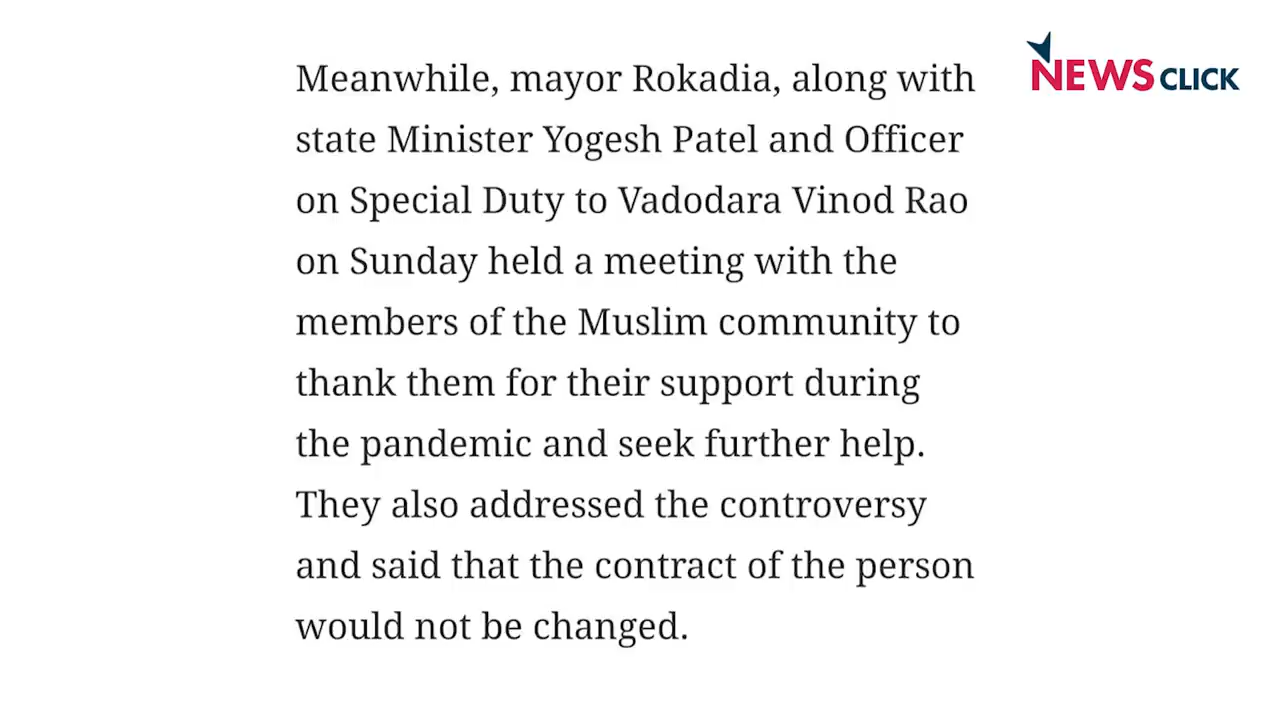 Meanwhile, mayor Rokadia, along with
state Minister Yogesh Patel and Officer
on Special Duty to Vadodara Vinod Rao
on Sunday held a meeting with the
members of the Muslim community to
thank them for their support during
the pandemic and seek further help.
They also addressed the controversy
and said that the contract of the person
would not be changed.
NEWS CLICK